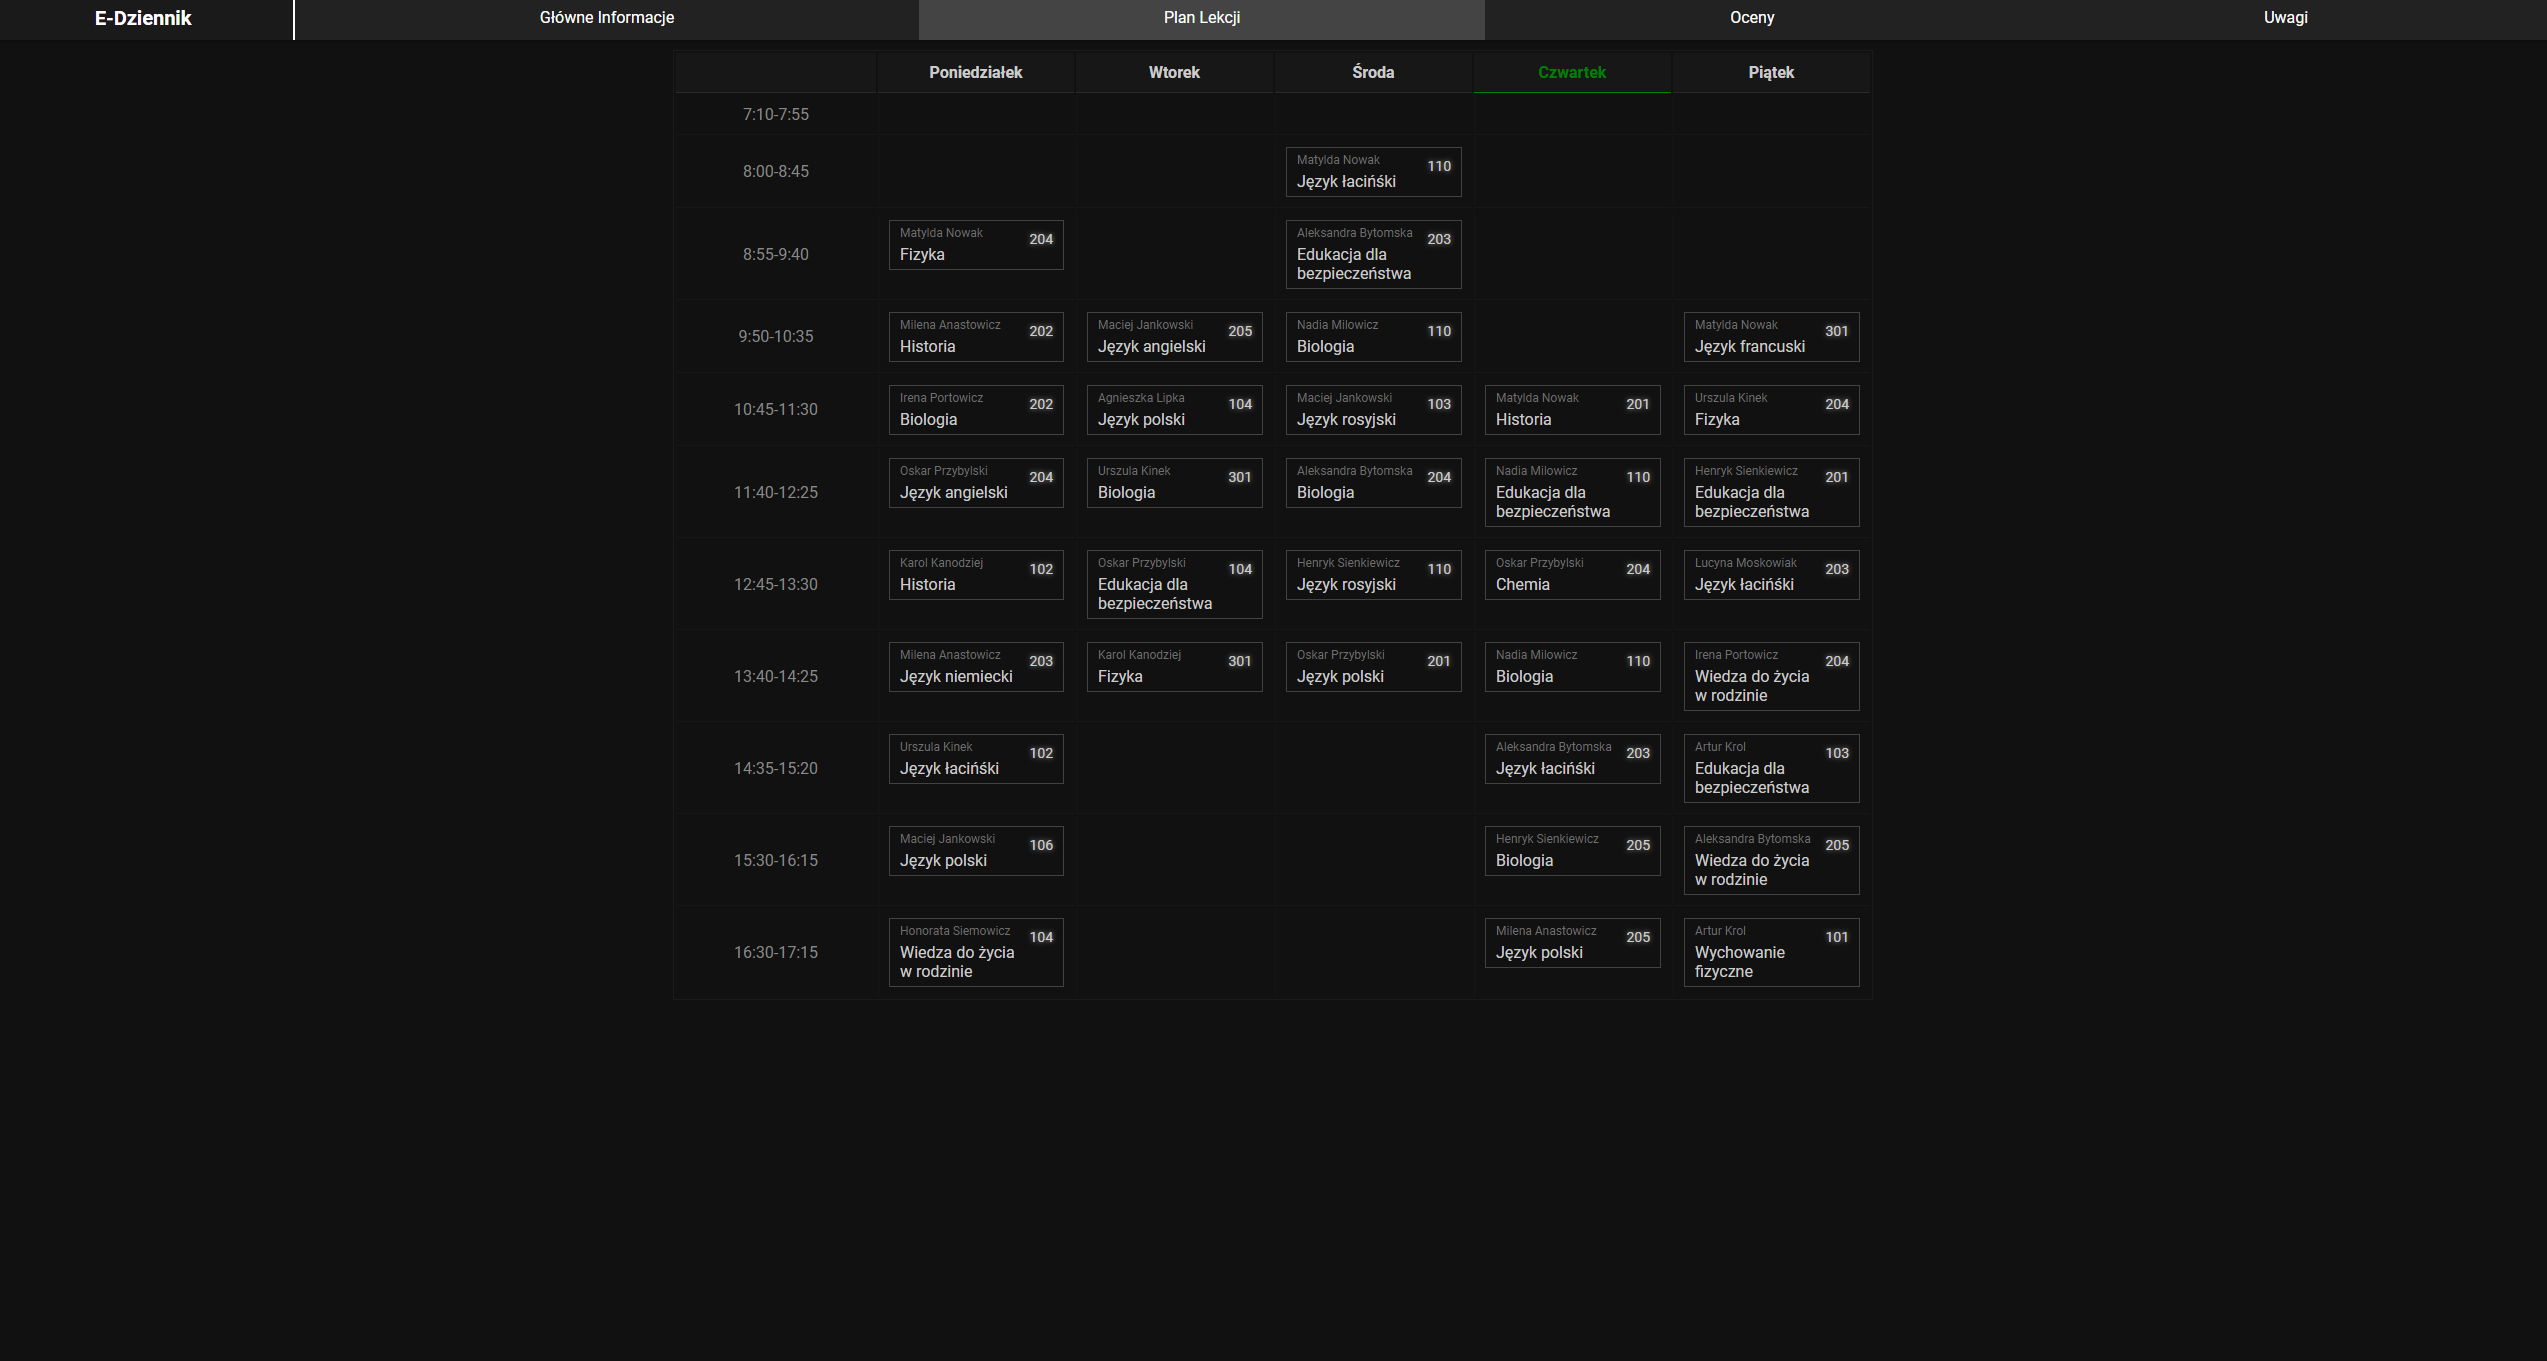 E-Dziennik
Główne Informacje
Plan Lekcji
Oceny
Uwagi
Poniedziałek
Wtorek
Środa
Czwartek
Piątek
7:10-7:55
8:00-8:45
Matylda Nowak
110
Język łacińśki
8:55-9:40
Matylda Nowak
204
Fizyka
Aleksandra Bytomska
203
Edukacja dla
bezpieczeństwa
9:50-10:35
Milena Anastowicz
202
Historia
Maciej Jankowski
205
Język angielski
Nadia Milowicz
110
Biologia
Matylda Nowak
301
Język francuski
10:45-11:30
Irena Portowicz
202
Biologia
Agnieszka Lipka
104
Język polski
Maciej Jankowski
103
Język rosyjski
Matylda Nowak
201
Historia
Urszula Kinek
204
Fizyka
11:40-12:25
Oskar Przybylski
204
Język angielski
Urszula Kinek
301
Biologia
Aleksandra Bytomska
204
Biologia
Nadia Milowicz
110
Edukacja dla
bezpieczeństwa
Henryk Sienkiewicz
201
Edukacja dla
bezpieczeństwa
12:45-13:30
Karol Kanodziej
102
Historia
Oskar Przybylski
104
Edukacja dla
bezpieczeństwa
Henryk Sienkiewicz
110
Język rosyjski
Oskar Przybylski
204
Chemia
Lucyna Moskowiak
203
Język łacińśki
13:40-14:25
Milena Anastowicz
203
Język niemiecki
Karol Kanodziej
301
Fizyka
Oskar Przybylski
201
Język polski
Nadia Milowicz
110
Biologia
Irena Portowicz
204
Wiedza do życia
w rodzinie
14:35-15:20
Urszula Kinek
102
Język łacińśki
Aleksandra Bytomska
203
Język łacińśki
Artur Krol
103
Edukacja dla
bezpieczeństwa
15:30-16:15
Maciej Jankowski
106
Język polski
Henryk Sienkiewicz
205
Biologia
Aleksandra Bytomska
205
Wiedza do życia
w rodzinie
16:30-17:15
Honorata Siemowicz
104
Wiedza do życia
w rodzinie
Milena Anastowicz
205
Język polski
Artur Krol
101
Wychowanie
fizyczne